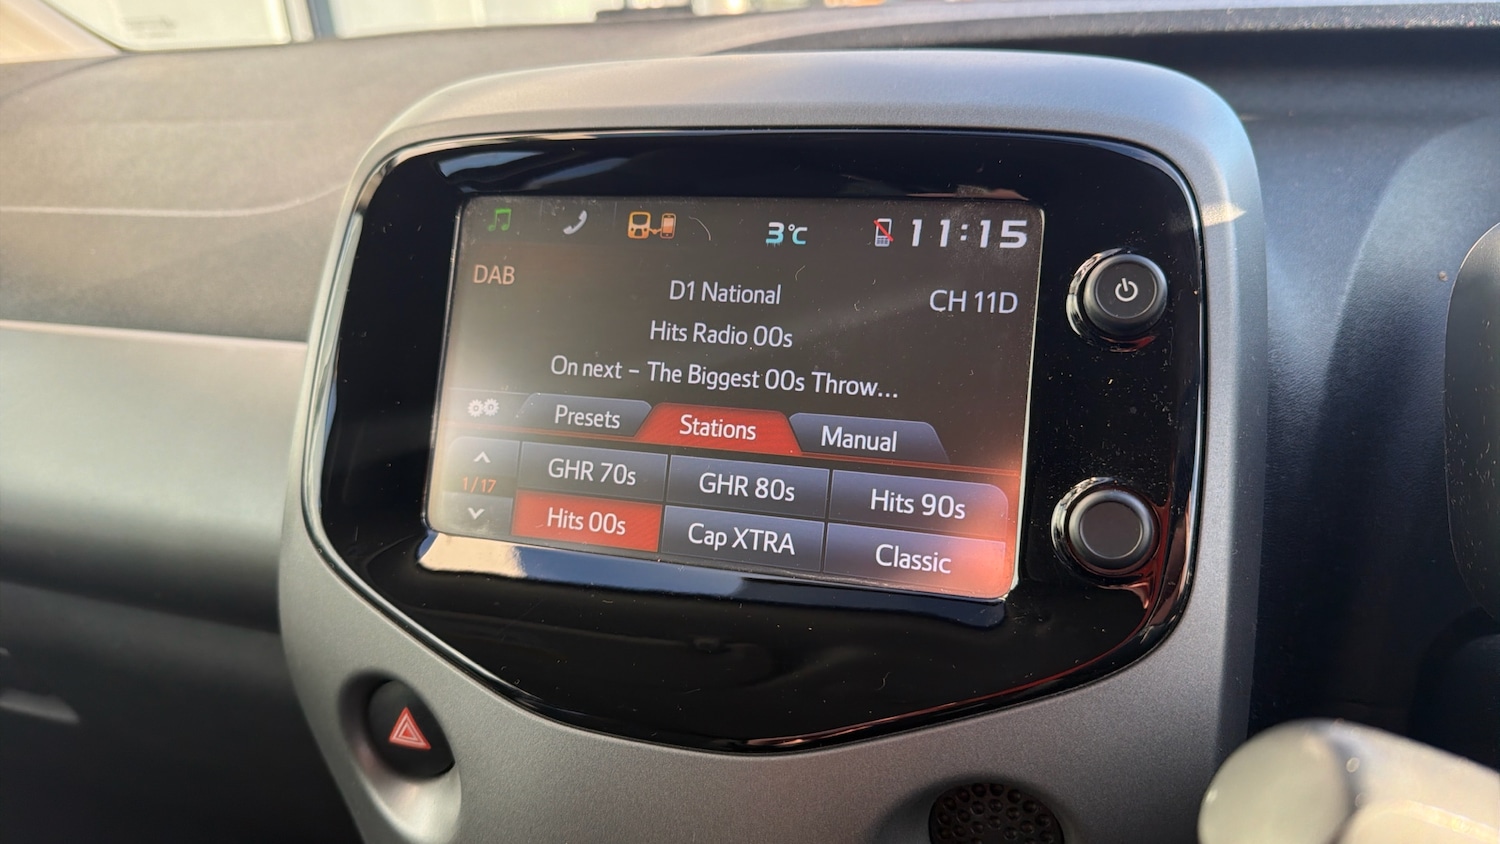 3°C
11:15
DAB
D1 National
CH 11D
Hits Radio 00s
On next – The Biggest 00s Throw...
Presets
Stations
Manual
1/17
GHR 70s
GHR 80s
Hits 90s
Hits 00s
Cap XTRA
Classic